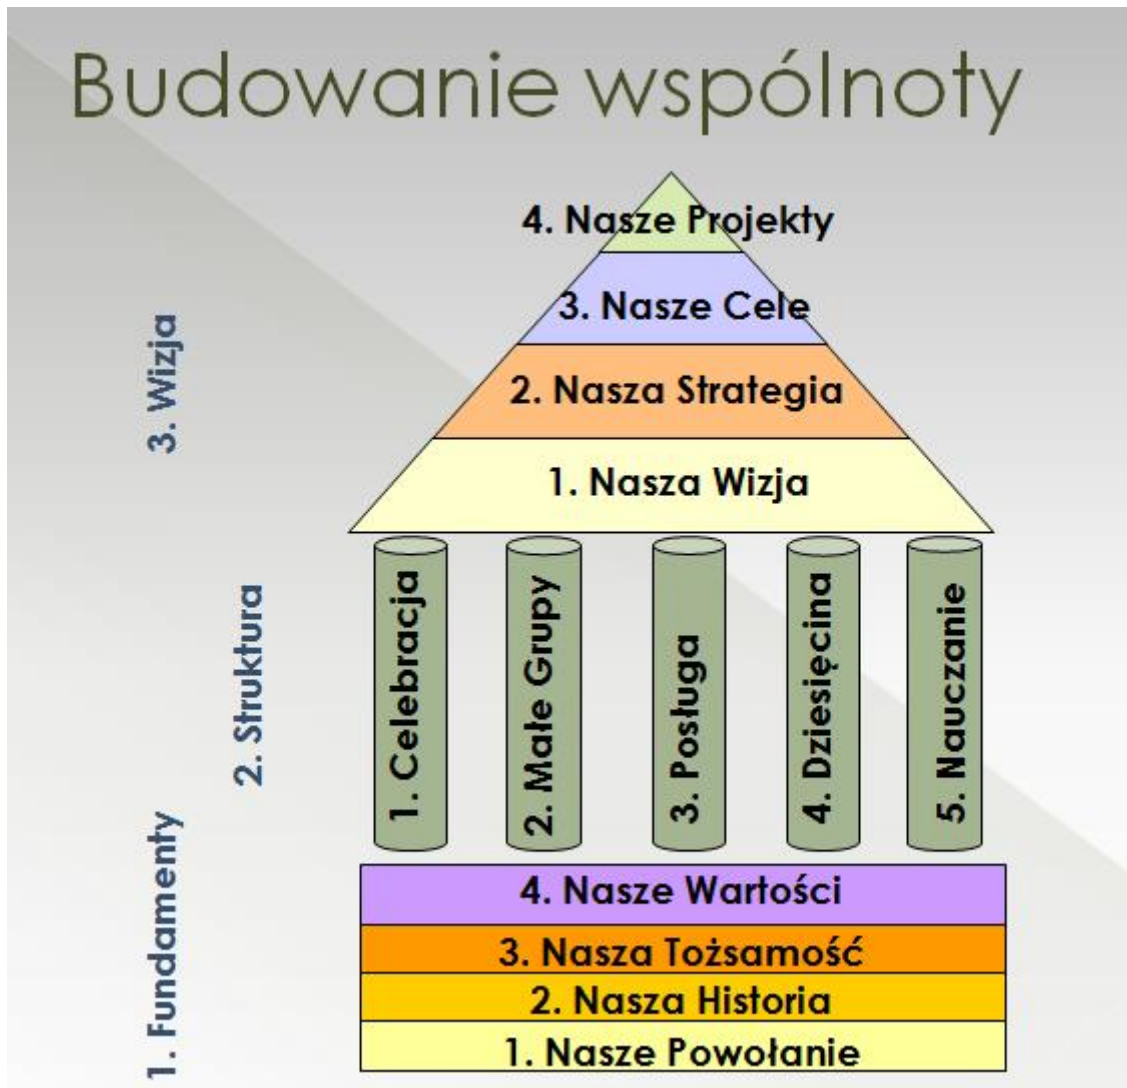 Budowanie wspólnoty
4. Nasze Projekty
3. Nasze Cele
2. Nasza Strategia
1. Nasza Wizja
3. Wizja
1. Celebracja
2. Małe Grupy
3. Posługa
4. Dziesięcina
5. Nauczanie
2. Struktura
4. Nasze Wartości
3. Nasza Tożsamość
2. Nasza Historia
1. Nasze Powołanie
1. Fundamenty